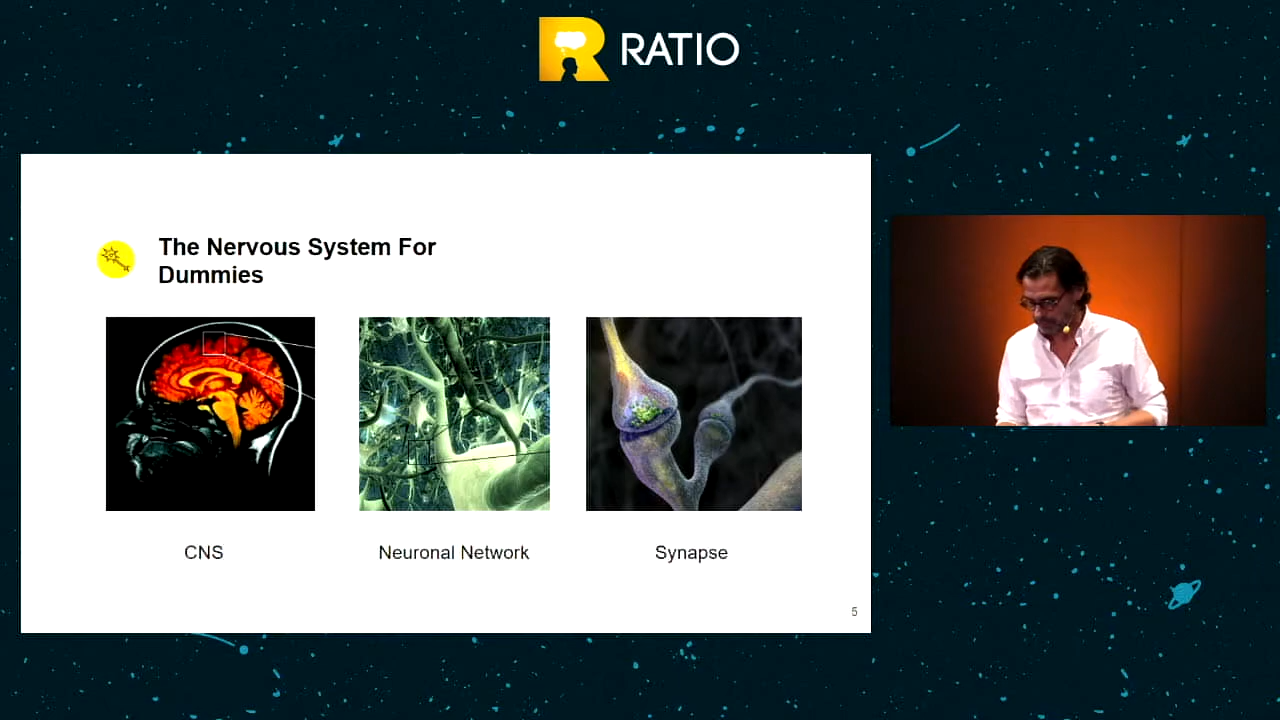 RATIO
The Nervous System For
Dummies
CNS
Neuronal Network
Synapse
5